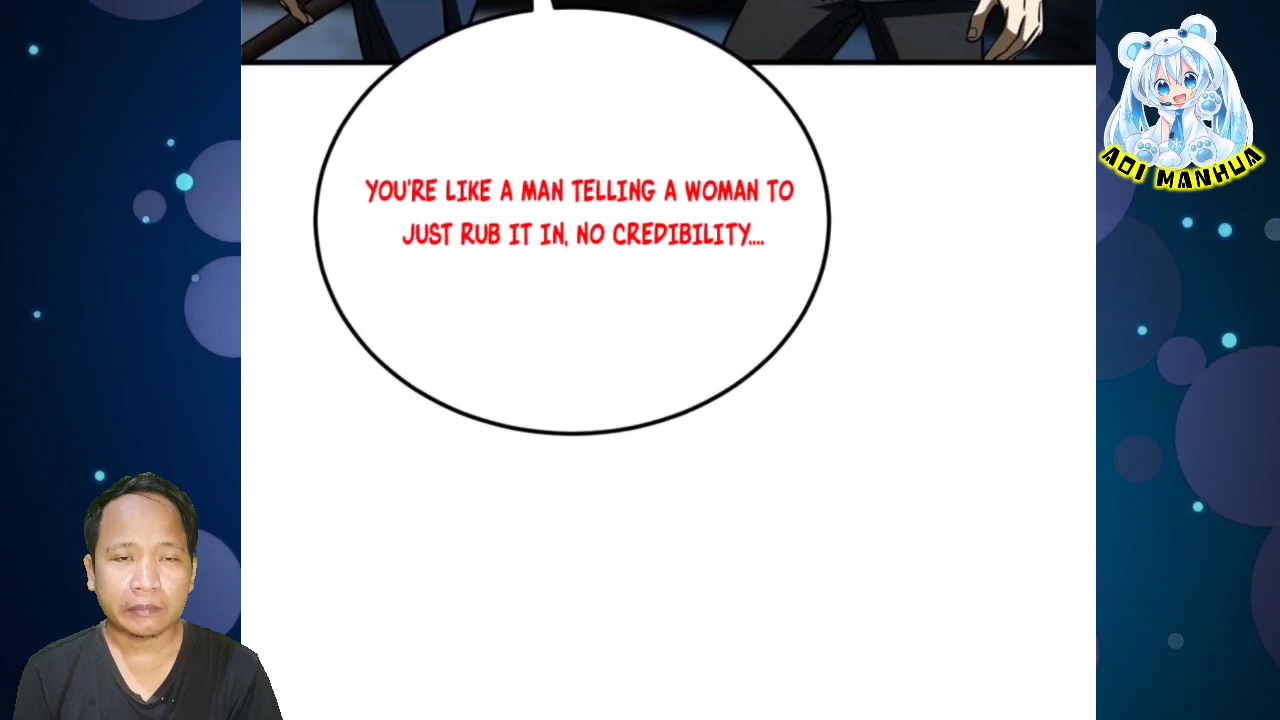 YOU'RE LIKE A MAN TELLING A WOMAN TO
JUST RUB IT IN, NO CREDIBILITY....
AOI MANHUA